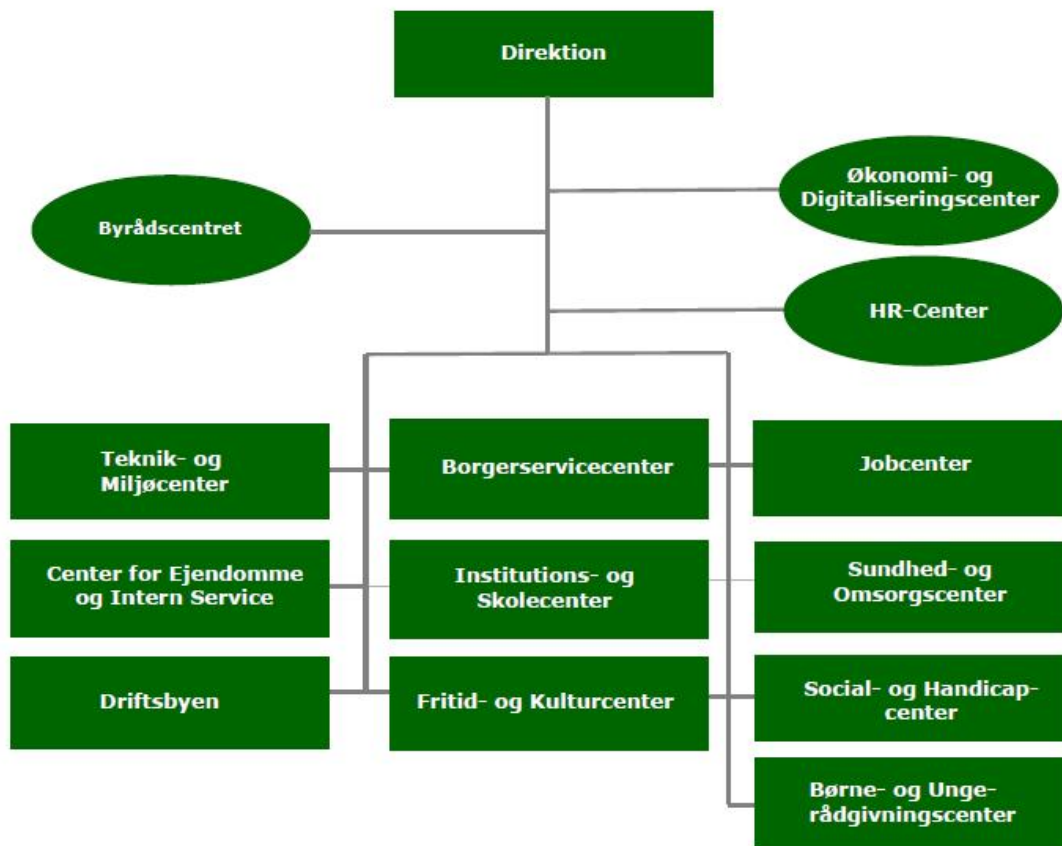 Direktion
Økonomi- og
Digitaliseringscenter
Byrådscentret
HR-Center
Teknik- og
Miljøcenter
Borgerservicecenter
Jobcenter
Center for Ejendomme
og Intern Service
Institutions- og
Skolecenter
Sundhed- og
Omsorgscenter
Driftsbyen
Fritid- og Kulturcenter
Social- og Handicap-
center
Børne- og Unge-
rådgivningscenter